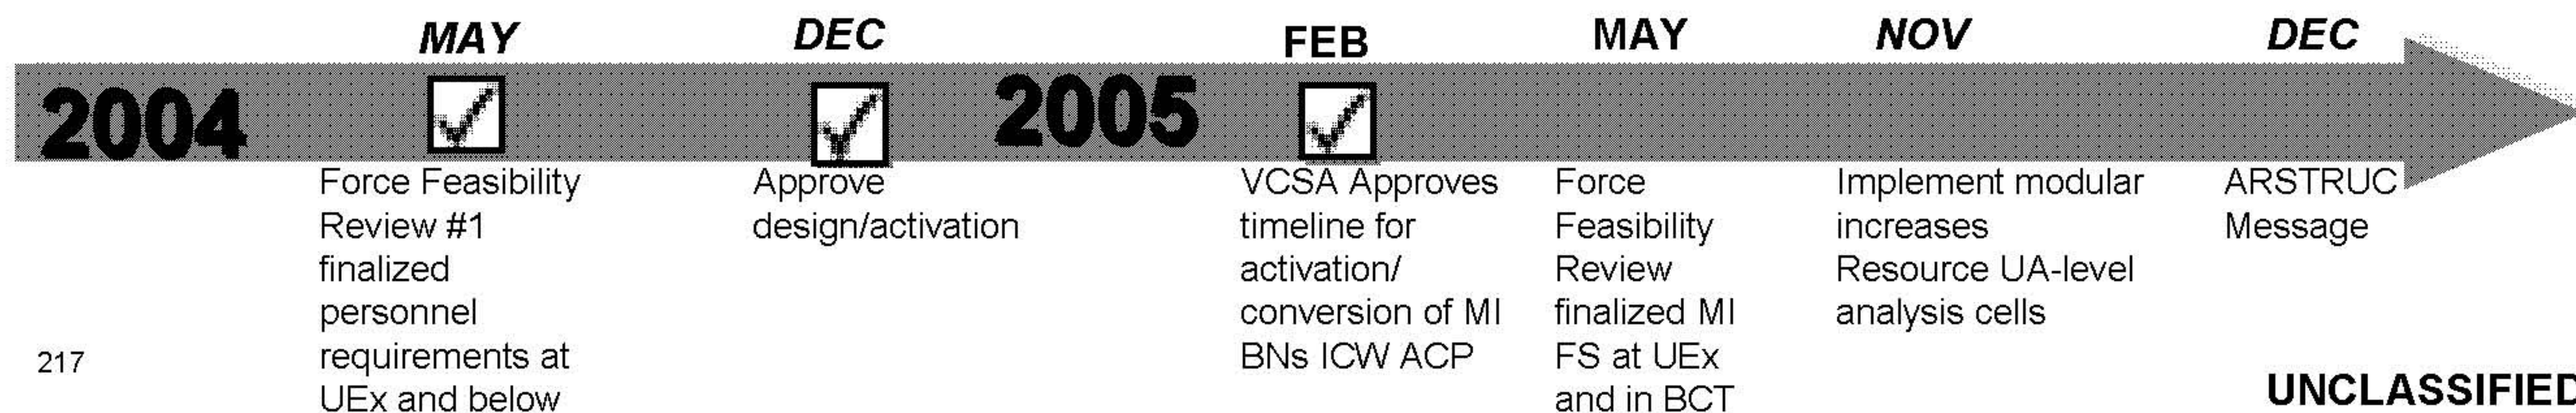 MAY
DEC
FEB
MAY
NOV
DEC
2004
2005
Force Feasibility
Review #1
finalized
personnel
requirements at
UEx and below
Approve
design/activation
VCSA Approves
timeline for
activation/
conversion of MI
BNs ICW ACP
Force
Feasibility
Review
finalized MI
FS at UEx
and in BCT
Implement modular
increases
Resource UA-level
analysis cells
ARSTRUC
Message
217
UNCLASSIFIED